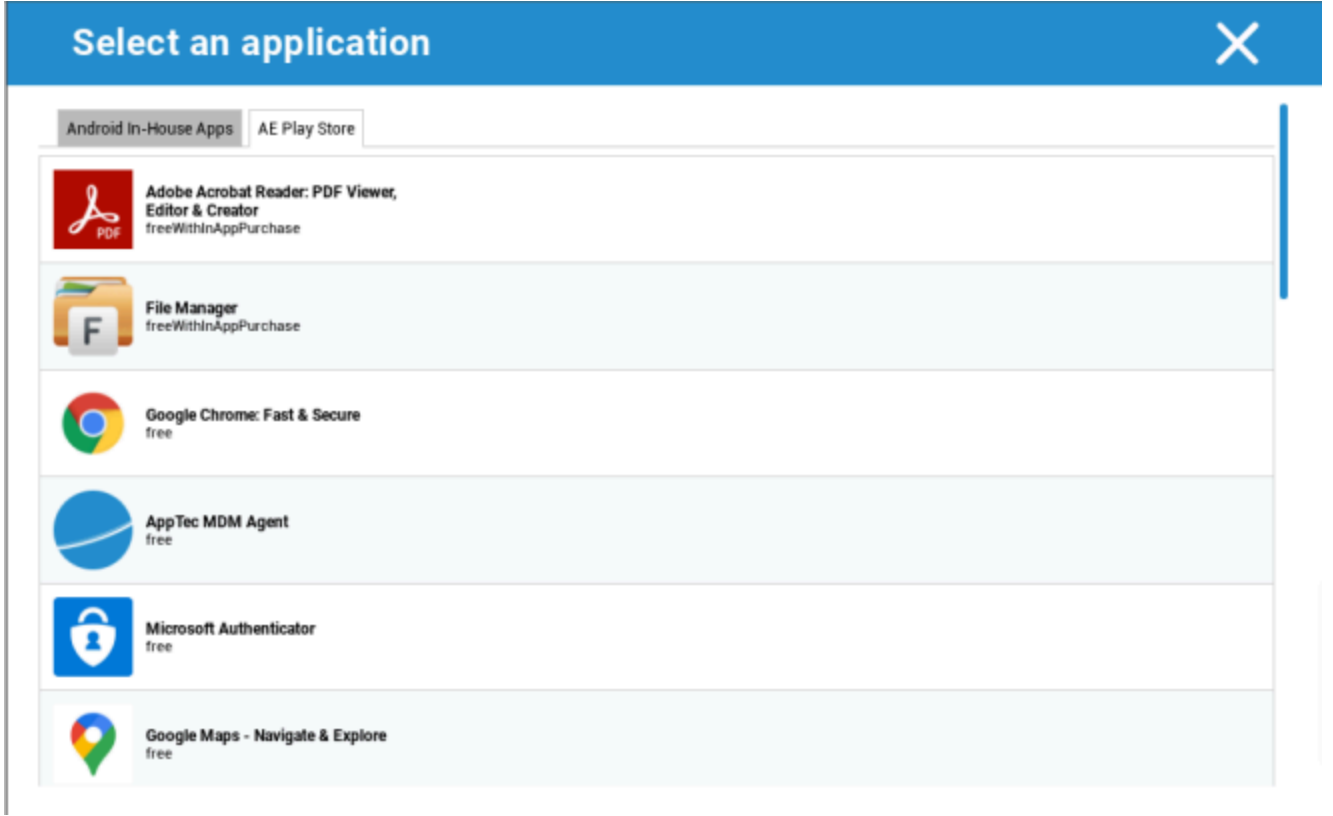 Select an application
Android In-House Apps
AE Play Store
PDF
Adobe Acrobat Reader: PDF Viewer,
Editor & Creator
freeWithInAppPurchase
F
File Manager
freeWithInAppPurchase
Google Chrome: Fast & Secure
free
AppTec MDM Agent
free
Microsoft Authenticator
free
Google Maps - Navigate & Explore
free